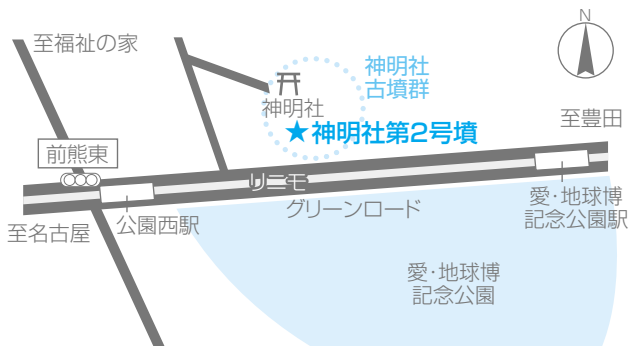 N
至福祉の家
神明社
古墳群
神明社
★神明社第2号墳
至豊田
前熊東
リニモ
愛・地球博
記念公園駅
グリーンロード
公園西駅
至名古屋
愛・地球博
記念公園